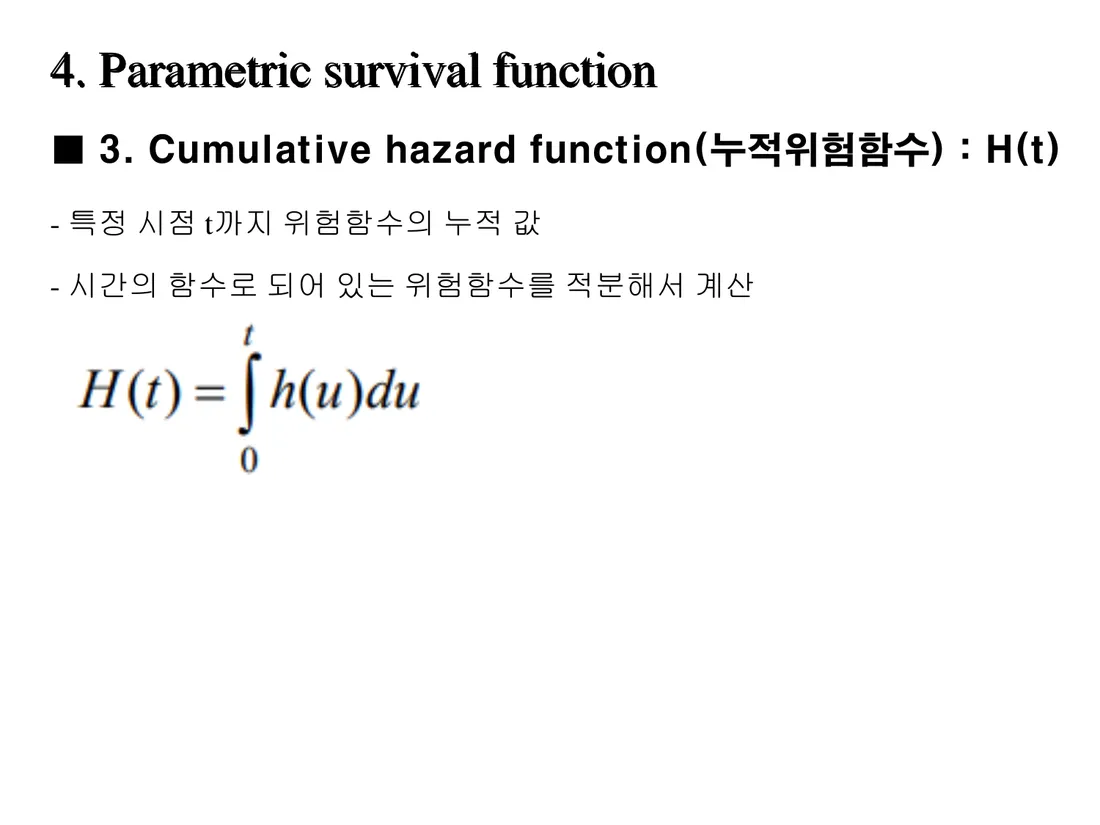 4. Parametric survival function
■ 3. Cumulative hazard function(누적위험함수) : H(t)
- 특정 시점 t까지 위험함수의 누적 값
- 시간의 함수로 되어 있는 위험함수를 적분해서 계산
H(t) = ∫₀ᵗ h(u)du